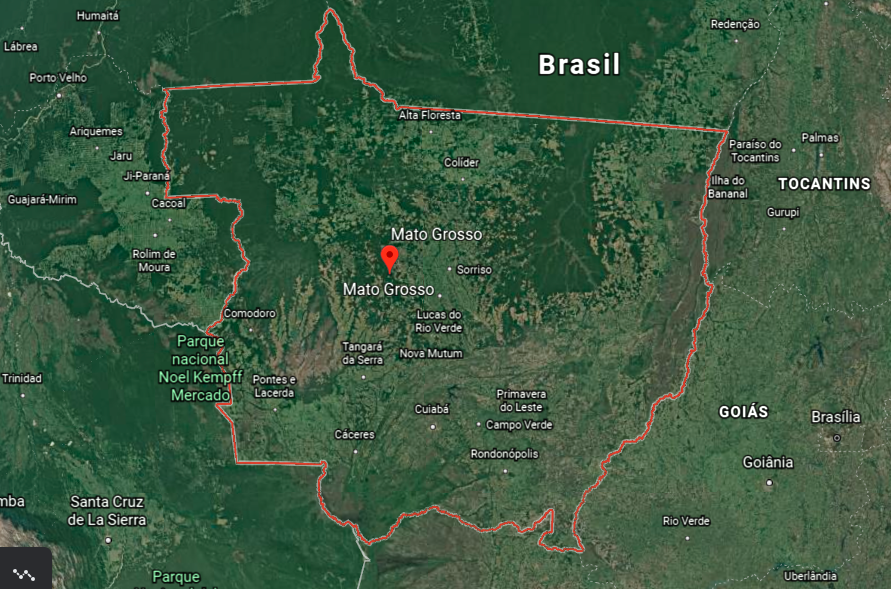 Humaitá
Lábrea
Redenção
Brasil
Porto Velho
Alta Floresta
Ariquemes
Jaru
Paraíso do
Tocantins
Palmas
Colíder
Ji-Paraná
Ilha do
Bananal
TOCANTINS
Guajará-Mirim
Cacoal
Gurupi
Mato Grosso
Rolim de
Moura
Sorriso
Mato Grosso
Comodoro
Lucas do
Rio Verde
Parque
nacional
Noel Kempff
Mercado
Tangará
da Serra
Nova Mutum
Trinidad
Pontes e
Lacerda
Primavera
do Leste
Cuiabá
GOIÁS
Brasília
Campo Verde
Cáceres
Rondonópolis
Goiânia
mba
Santa Cruz
de La Sierra
Rio Verde
Parque
Uberlândia